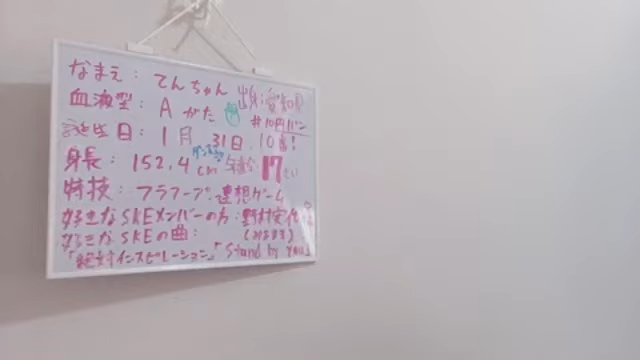 なまえ: てんちゃん 出身:愛知県
血液型: A がた #10円パン
誕生日: 1月 31日
身長: 152.4cm 年齢 17さい
特技: フラフープ、連想ゲーム
好きなSKEメンバーの方: 野村実代
好きなSKEの曲:
「絶対インスピレーション」「Stand by you」